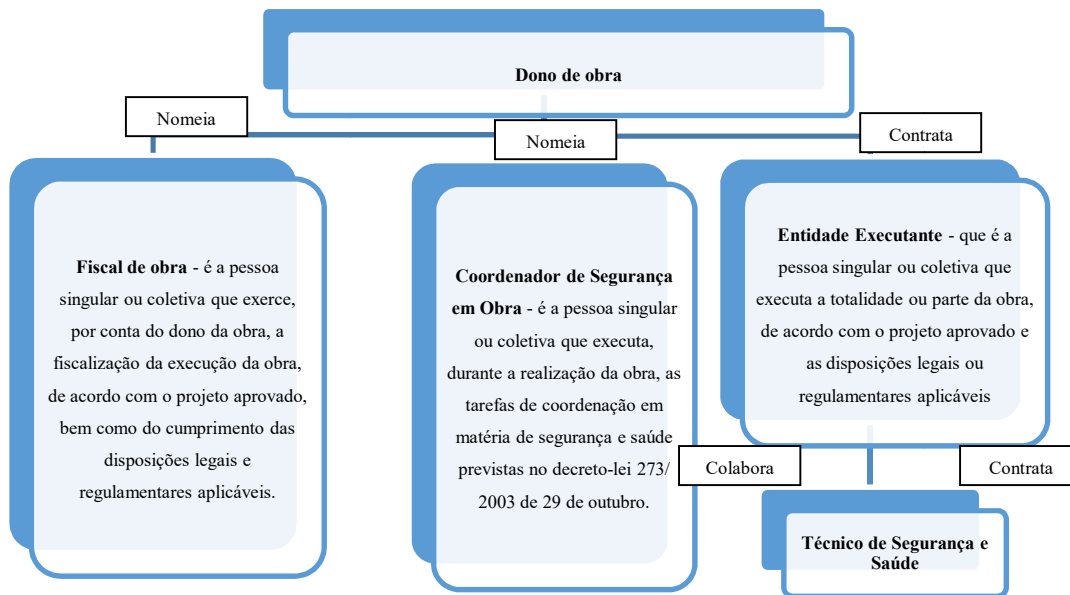 Dono de obra
Nomeia
Nomeia
Contrata
Fiscal de obra - é a pessoa
singular ou coletiva que exerce,
por conta do dono da obra, a
fiscalização da execução da obra,
de acordo com o projeto aprovado,
bem como do cumprimento das
disposições legais e
regulamentares aplicáveis.
Coordenador de Segurança
em Obra - é a pessoa singular
ou coletiva que executa,
durante a realização da obra, as
tarefas de coordenação em
matéria de segurança e saúde
previstas no decreto-lei 273/
2003 de 29 de outubro.
Entidade Executante - que é a
pessoa singular ou coletiva que
executa a totalidade ou parte da obra,
de acordo com o projeto aprovado e
as disposições legais ou
regulamentares aplicáveis
Colabora
Contrata
Técnico de Segurança e
Saúde